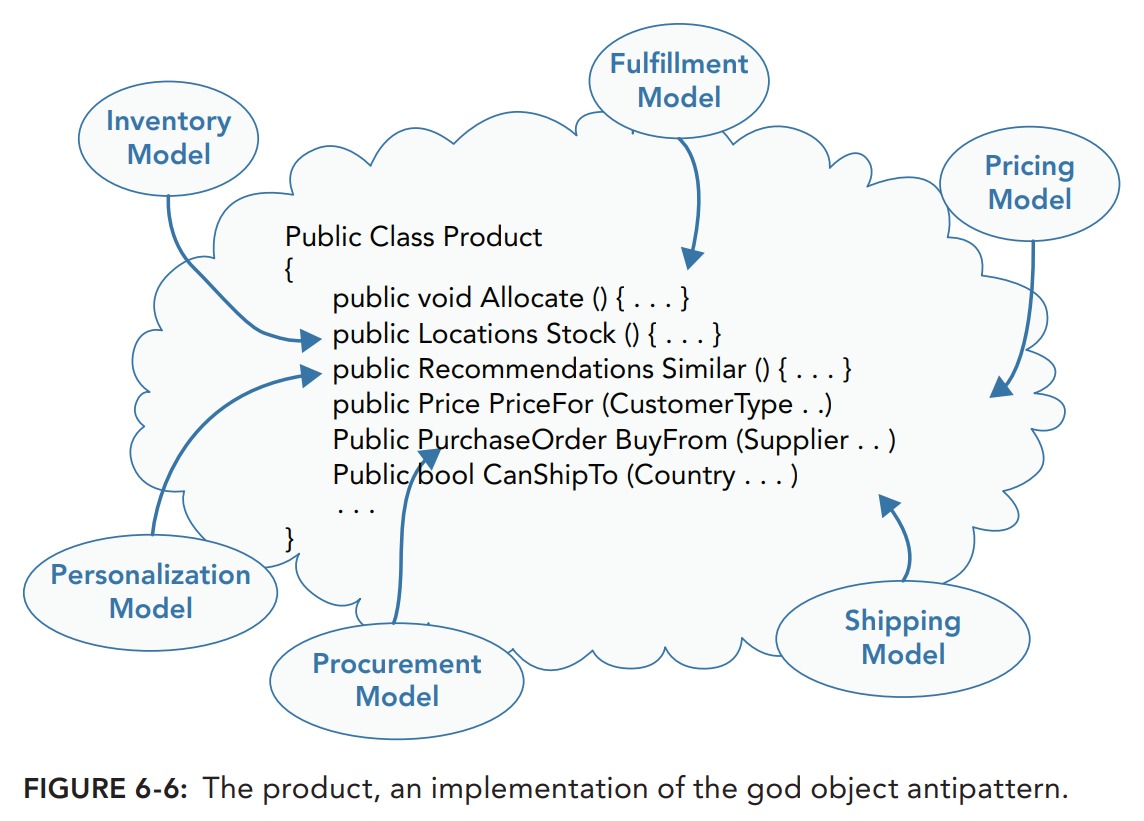 Fulfillment
Model
Inventory
Model
Pricing
Model
Public Class Product
{
public void Allocate () { . . . }
public Locations Stock () { . . . }
public Recommendations Similar () { . . . }
public Price PriceFor (CustomerType . .)
Public PurchaseOrder BuyFrom (Supplier . . )
Public bool CanShipTo (Country . . . )
. . .
}
Personalization
Model
Shipping
Model
Procurement
Model
FIGURE 6-6: The product, an implementation of the god object antipattern.